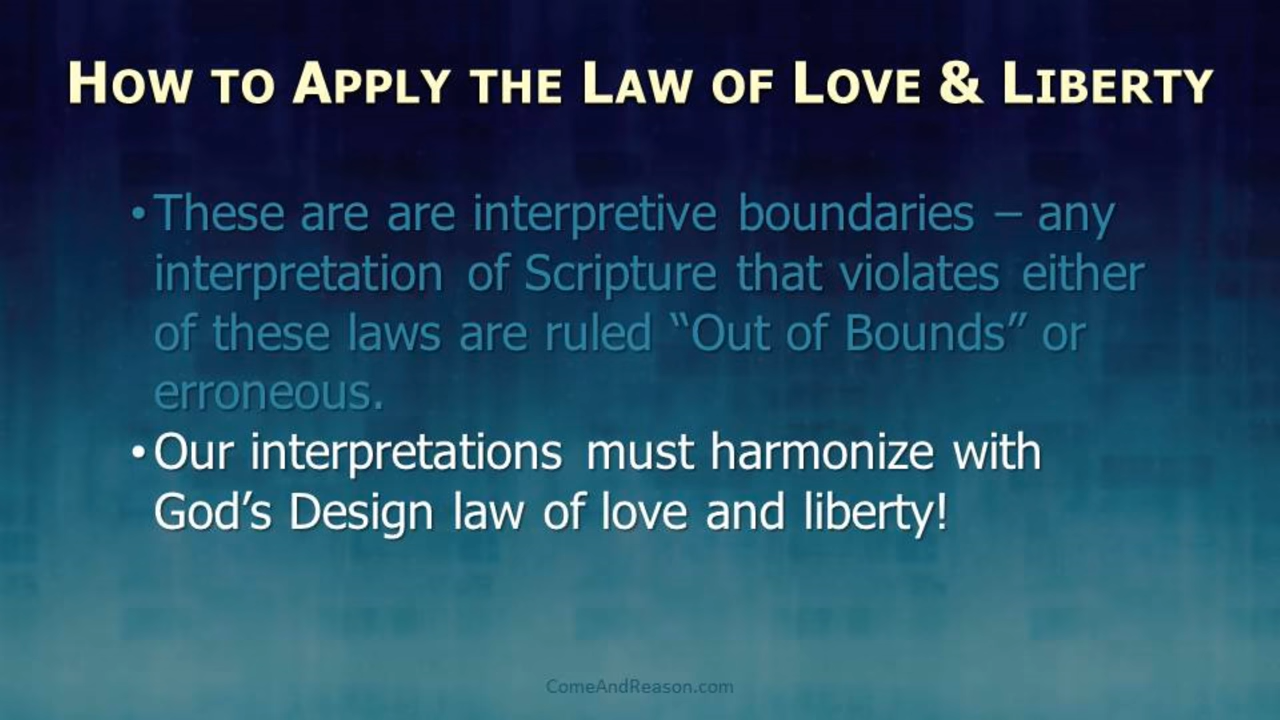 HOW TO APPLY THE LAW OF LOVE & LIBERTY
•These are are interpretive boundaries – any
interpretation of Scripture that violates either
of these laws are ruled “Out of Bounds” or
erroneous.
•Our interpretations must harmonize with
God’s Design law of love and liberty!
ComeAndReason.com